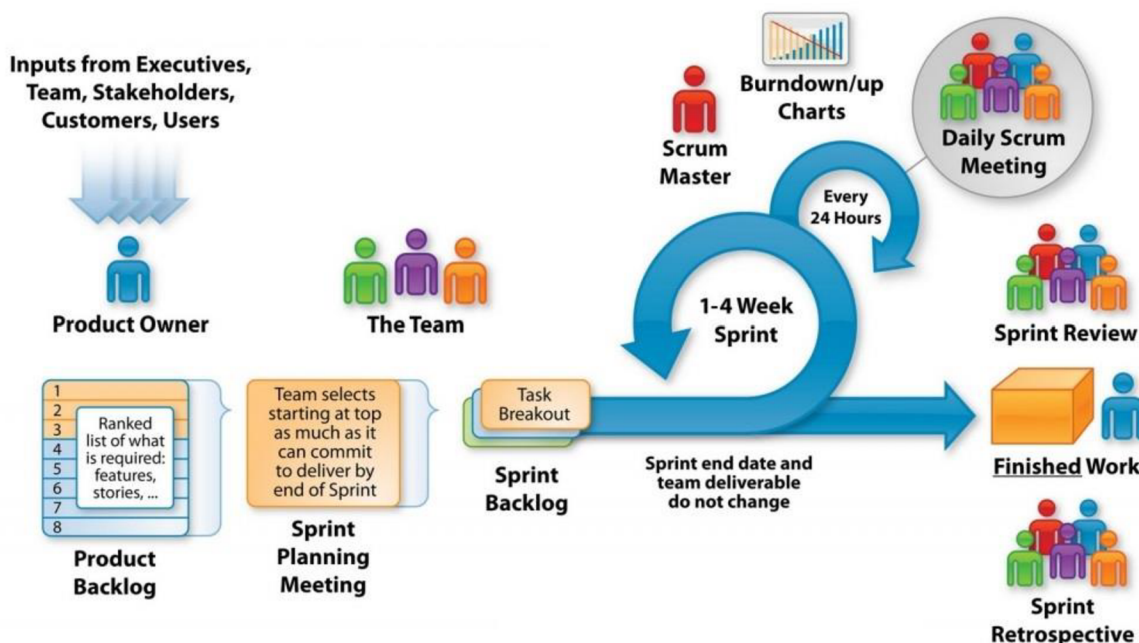 Inputs from Executives,
Team, Stakeholders,
Customers, Users
Product Owner
The Team
Scrum
Master
Burndown/up
Charts
Daily Scrum
Meeting
Every
24 Hours
1-4 Week
Sprint
Sprint Review
1
2
3
4
5
6
7
8
Ranked
list of what
is required:
features,
stories, ...
Product
Backlog
Team selects
starting at top
as much as it
can commit
to deliver by
end of Sprint
Sprint
Planning
Meeting
Task
Breakout
Sprint
Backlog
Sprint end date and
team deliverable
do not change
Finished Work
Sprint
Retrospective